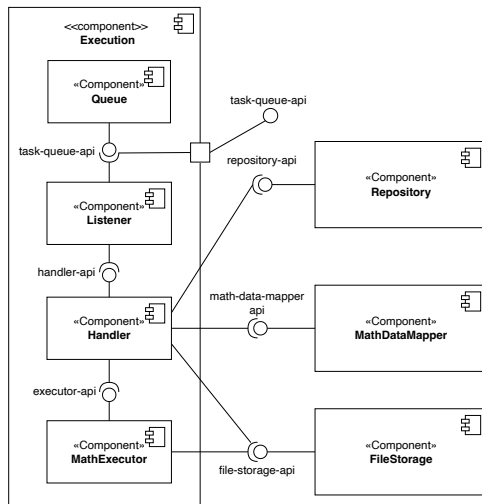 <<component>>
Execution
«Component»
Queue
task-queue-api
task-queue-api
«Component»
Listener
repository-api
«Component»
Repository
handler-api
«Component»
Handler
math-data-mapper
api
«Component»
MathDataMapper
executor-api
«Component»
MathExecutor
file-storage-api
«Component»
FileStorage